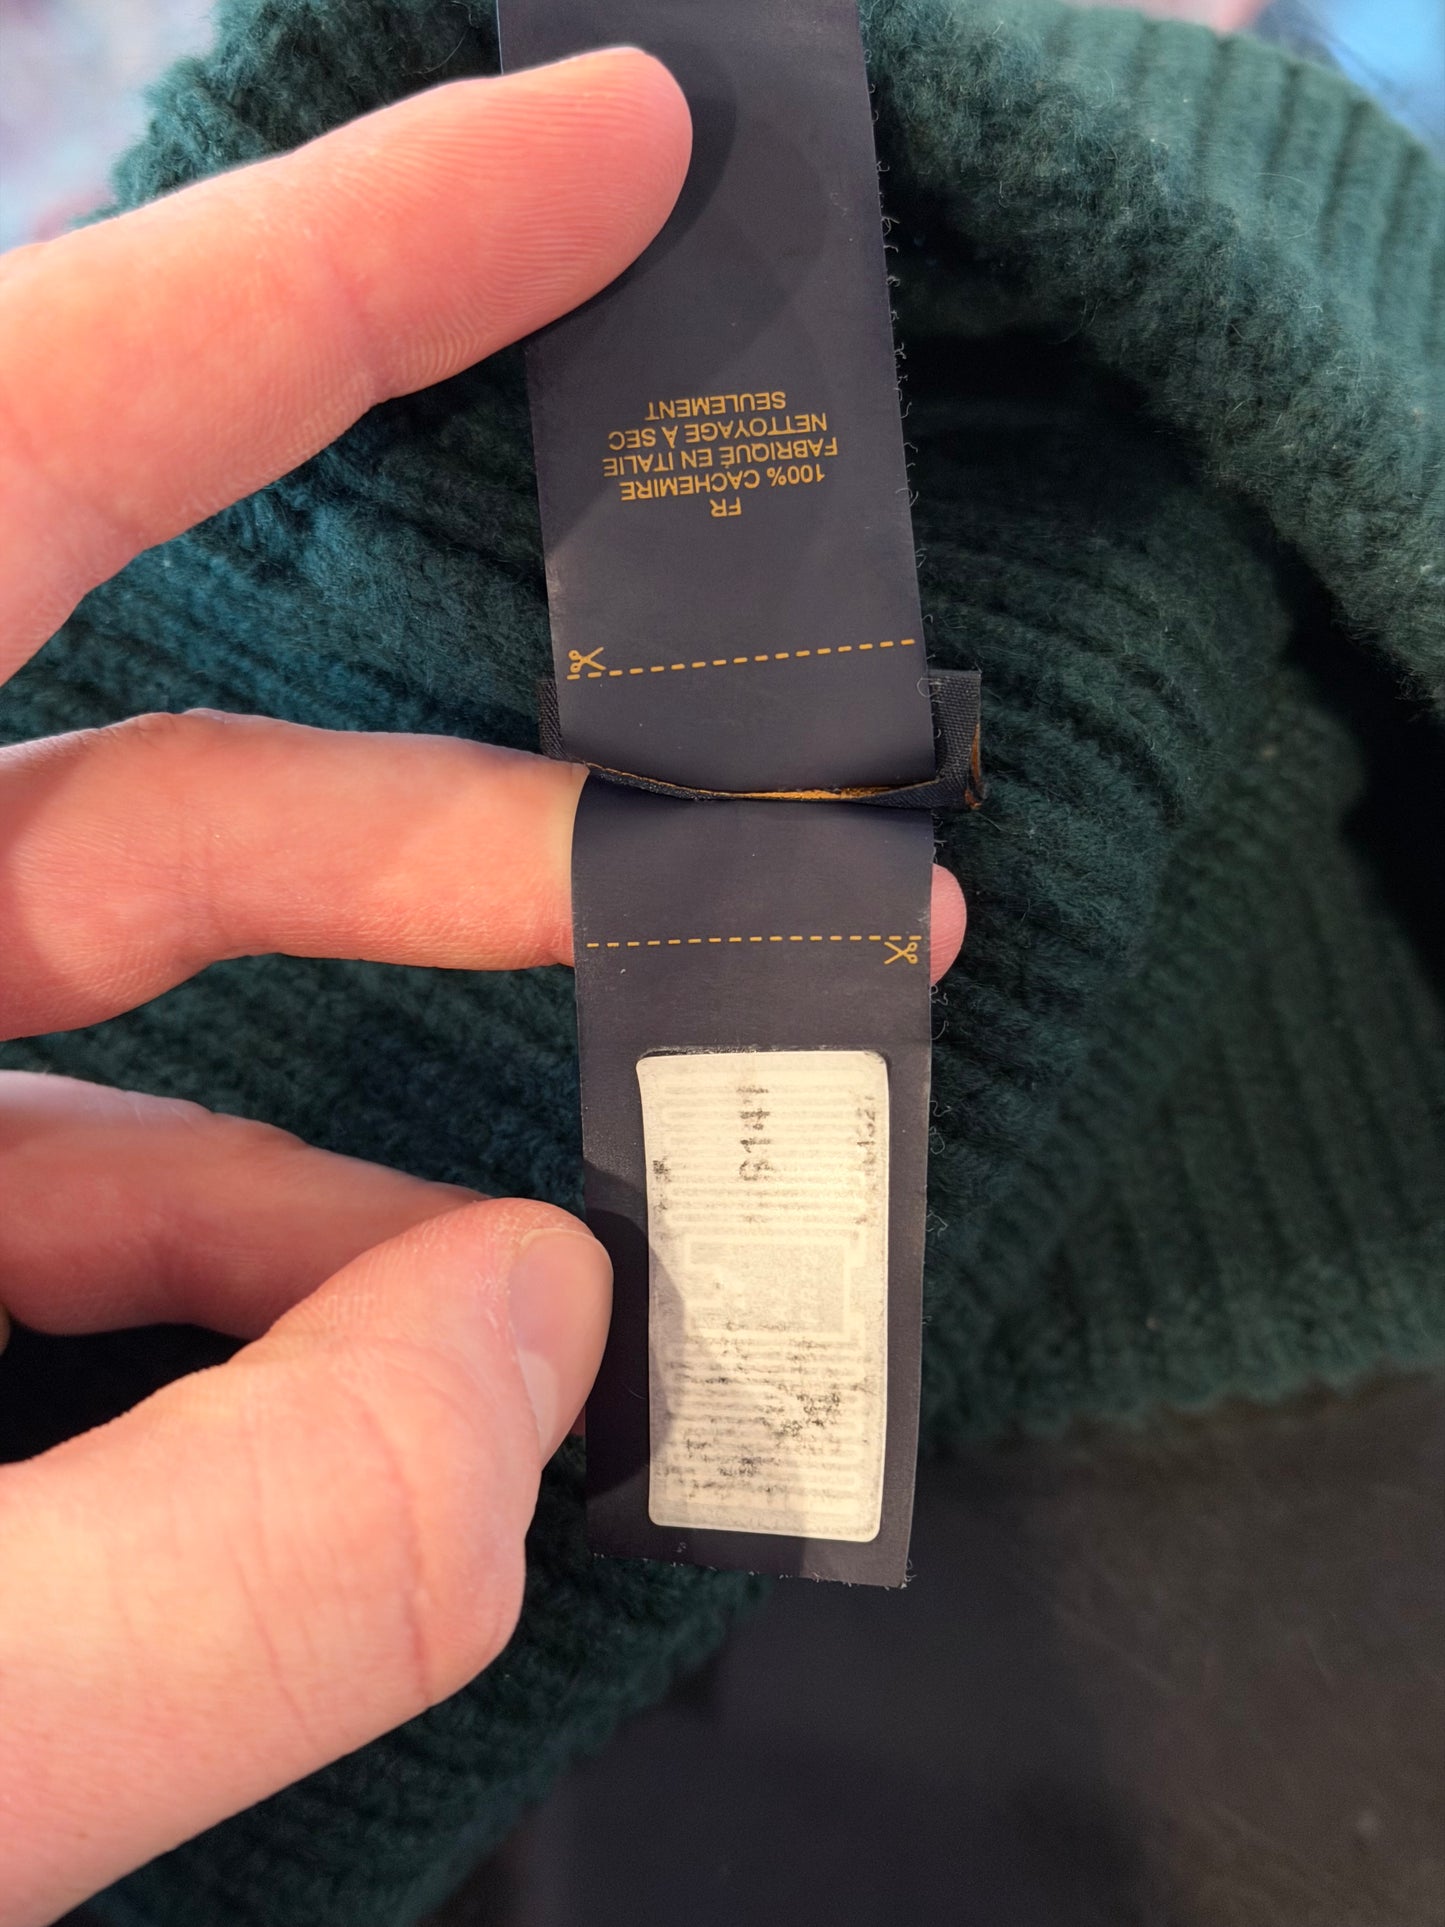 FR
100% CACHEMIRE
FABRIQUÉ EN ITALIE
NETTOYAGE À SEC
SEULEMENT